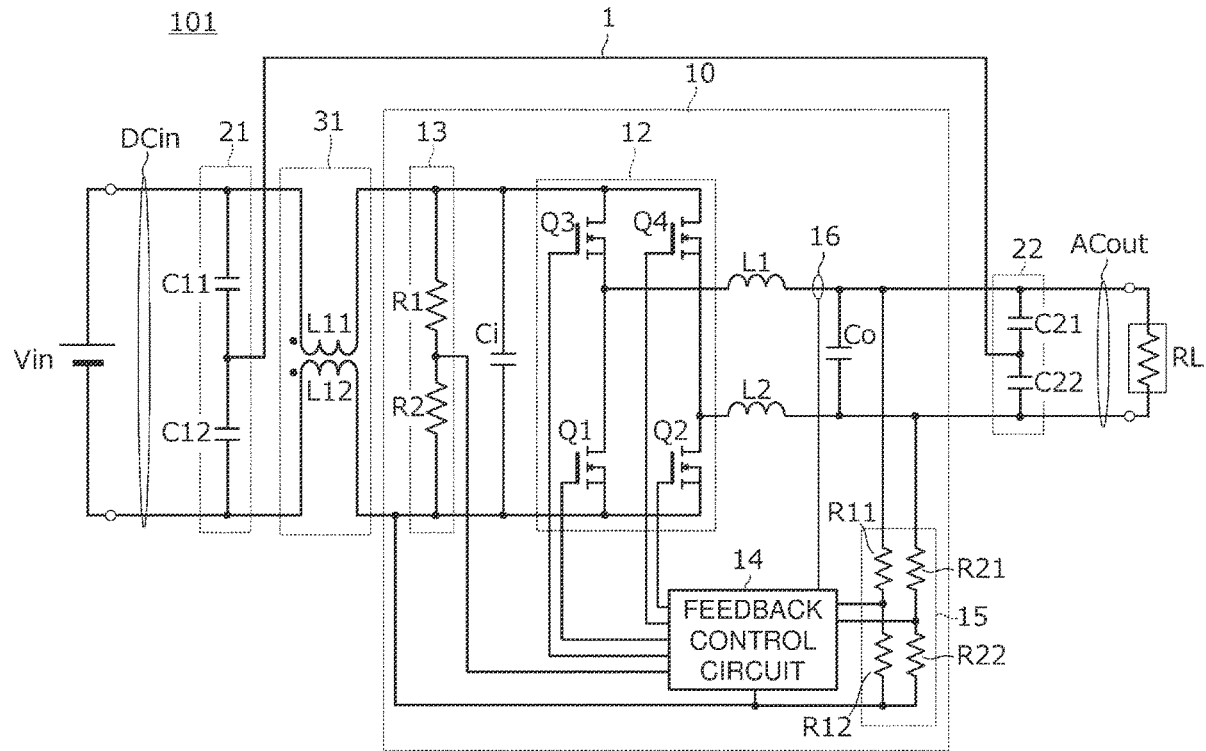 101
1
10
DCin
21
31
13
12
Q3
Q4
16
22
ACout
L1
C11
R1
L11
Ci
Co
C21
Vin
C22
RL
L12
R2
L2
C12
Q1
Q2
R11
14
R21
FEEDBACK
CONTROL
CIRCUIT
15
R22
R12